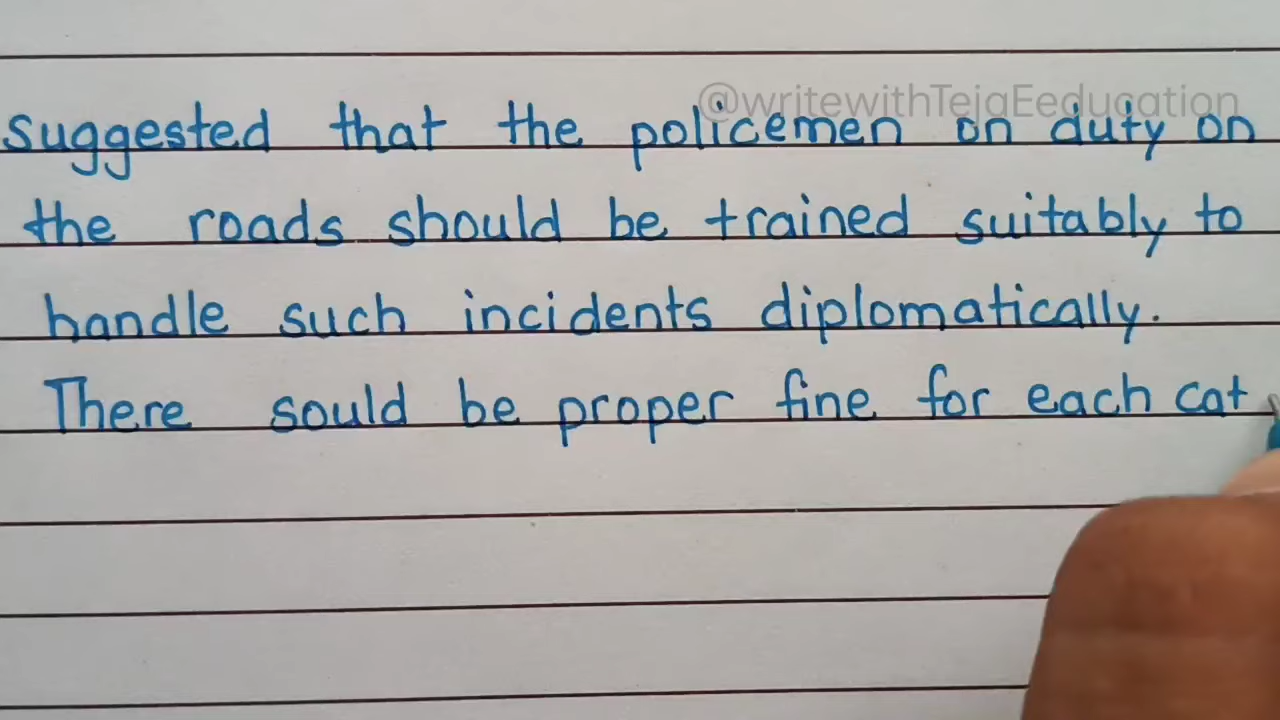 @writewithTejaEeducation
suggested that the policemen on duty on
the roads should be trained suitably to
handle such incidents diplomatically.
There sould be proper fine for each cat